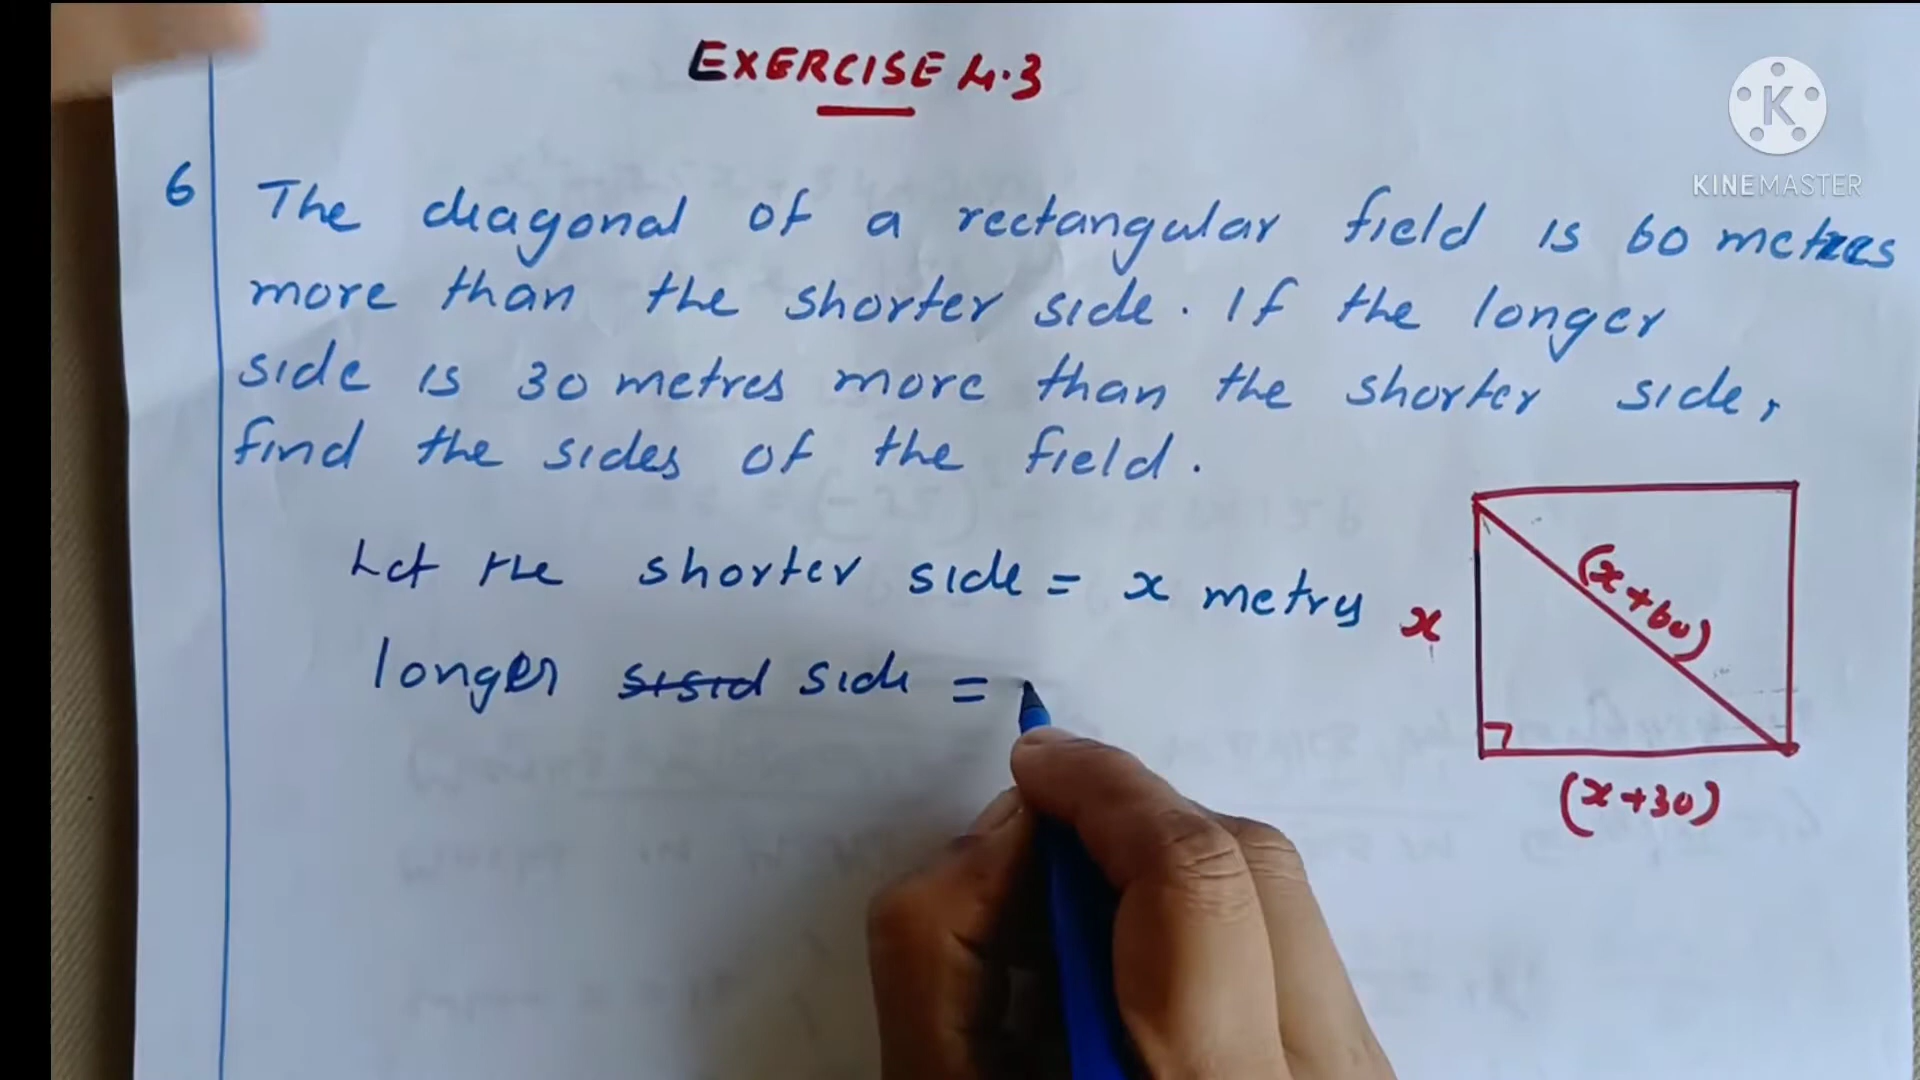 EXERCISE 4.3
KINEMASTER
6 The diagonal of a rectangular field is 60 metres
more than the shorter side. If the longer
side is 30 metres more than the shorter side,
find the sides of the field.
Let the shorter side = x metres
x
(x+60)
longer sisid side =
(x+30)